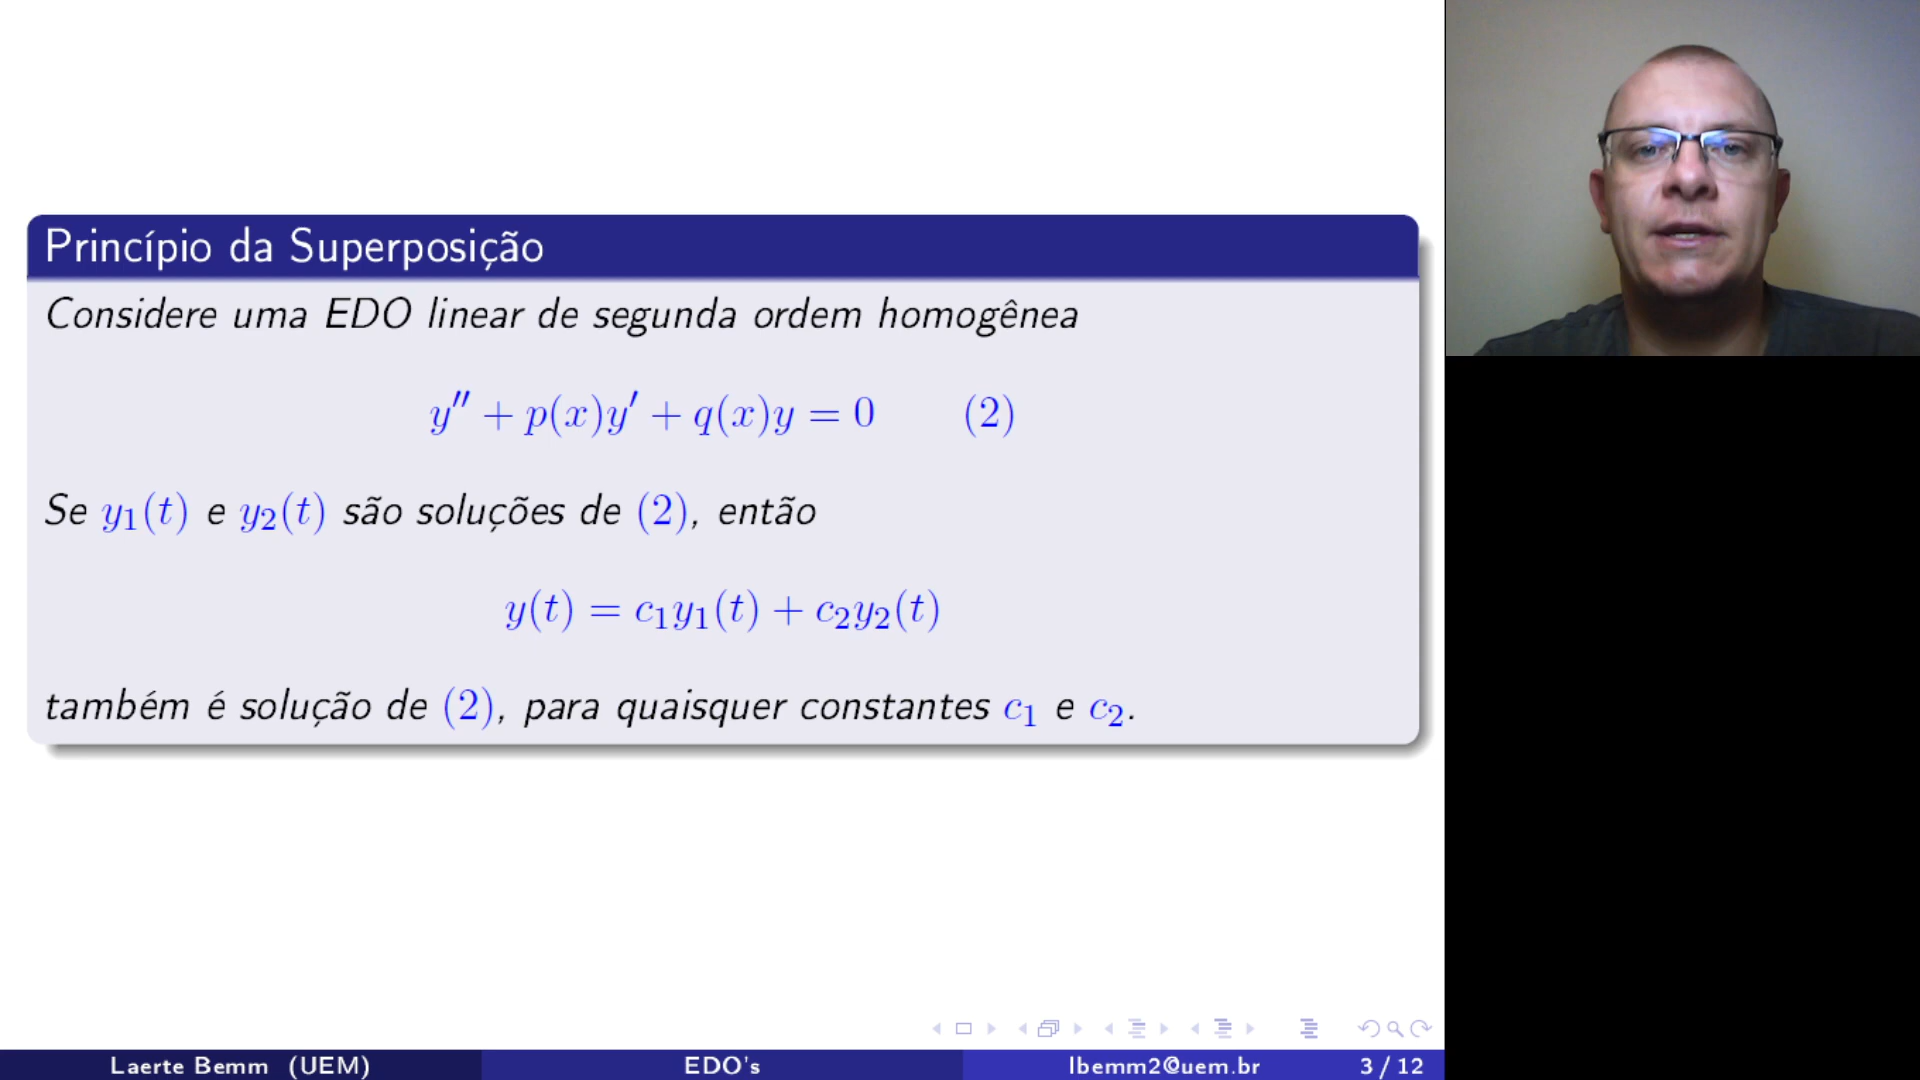 Princípio da Superposição
Considere uma EDO linear de segunda ordem homogênea
y′′ + p(x)y′ + q(x)y = 0 (2)
Se y₁(t) e y₂(t) são soluções de (2), então
y(t) = c₁y₁(t) + c₂y₂(t)
também é solução de (2), para quaisquer constantes c₁ e c₂.
Laerte Bemm (UEM) EDO's lbemm2@uem.br 3 / 12